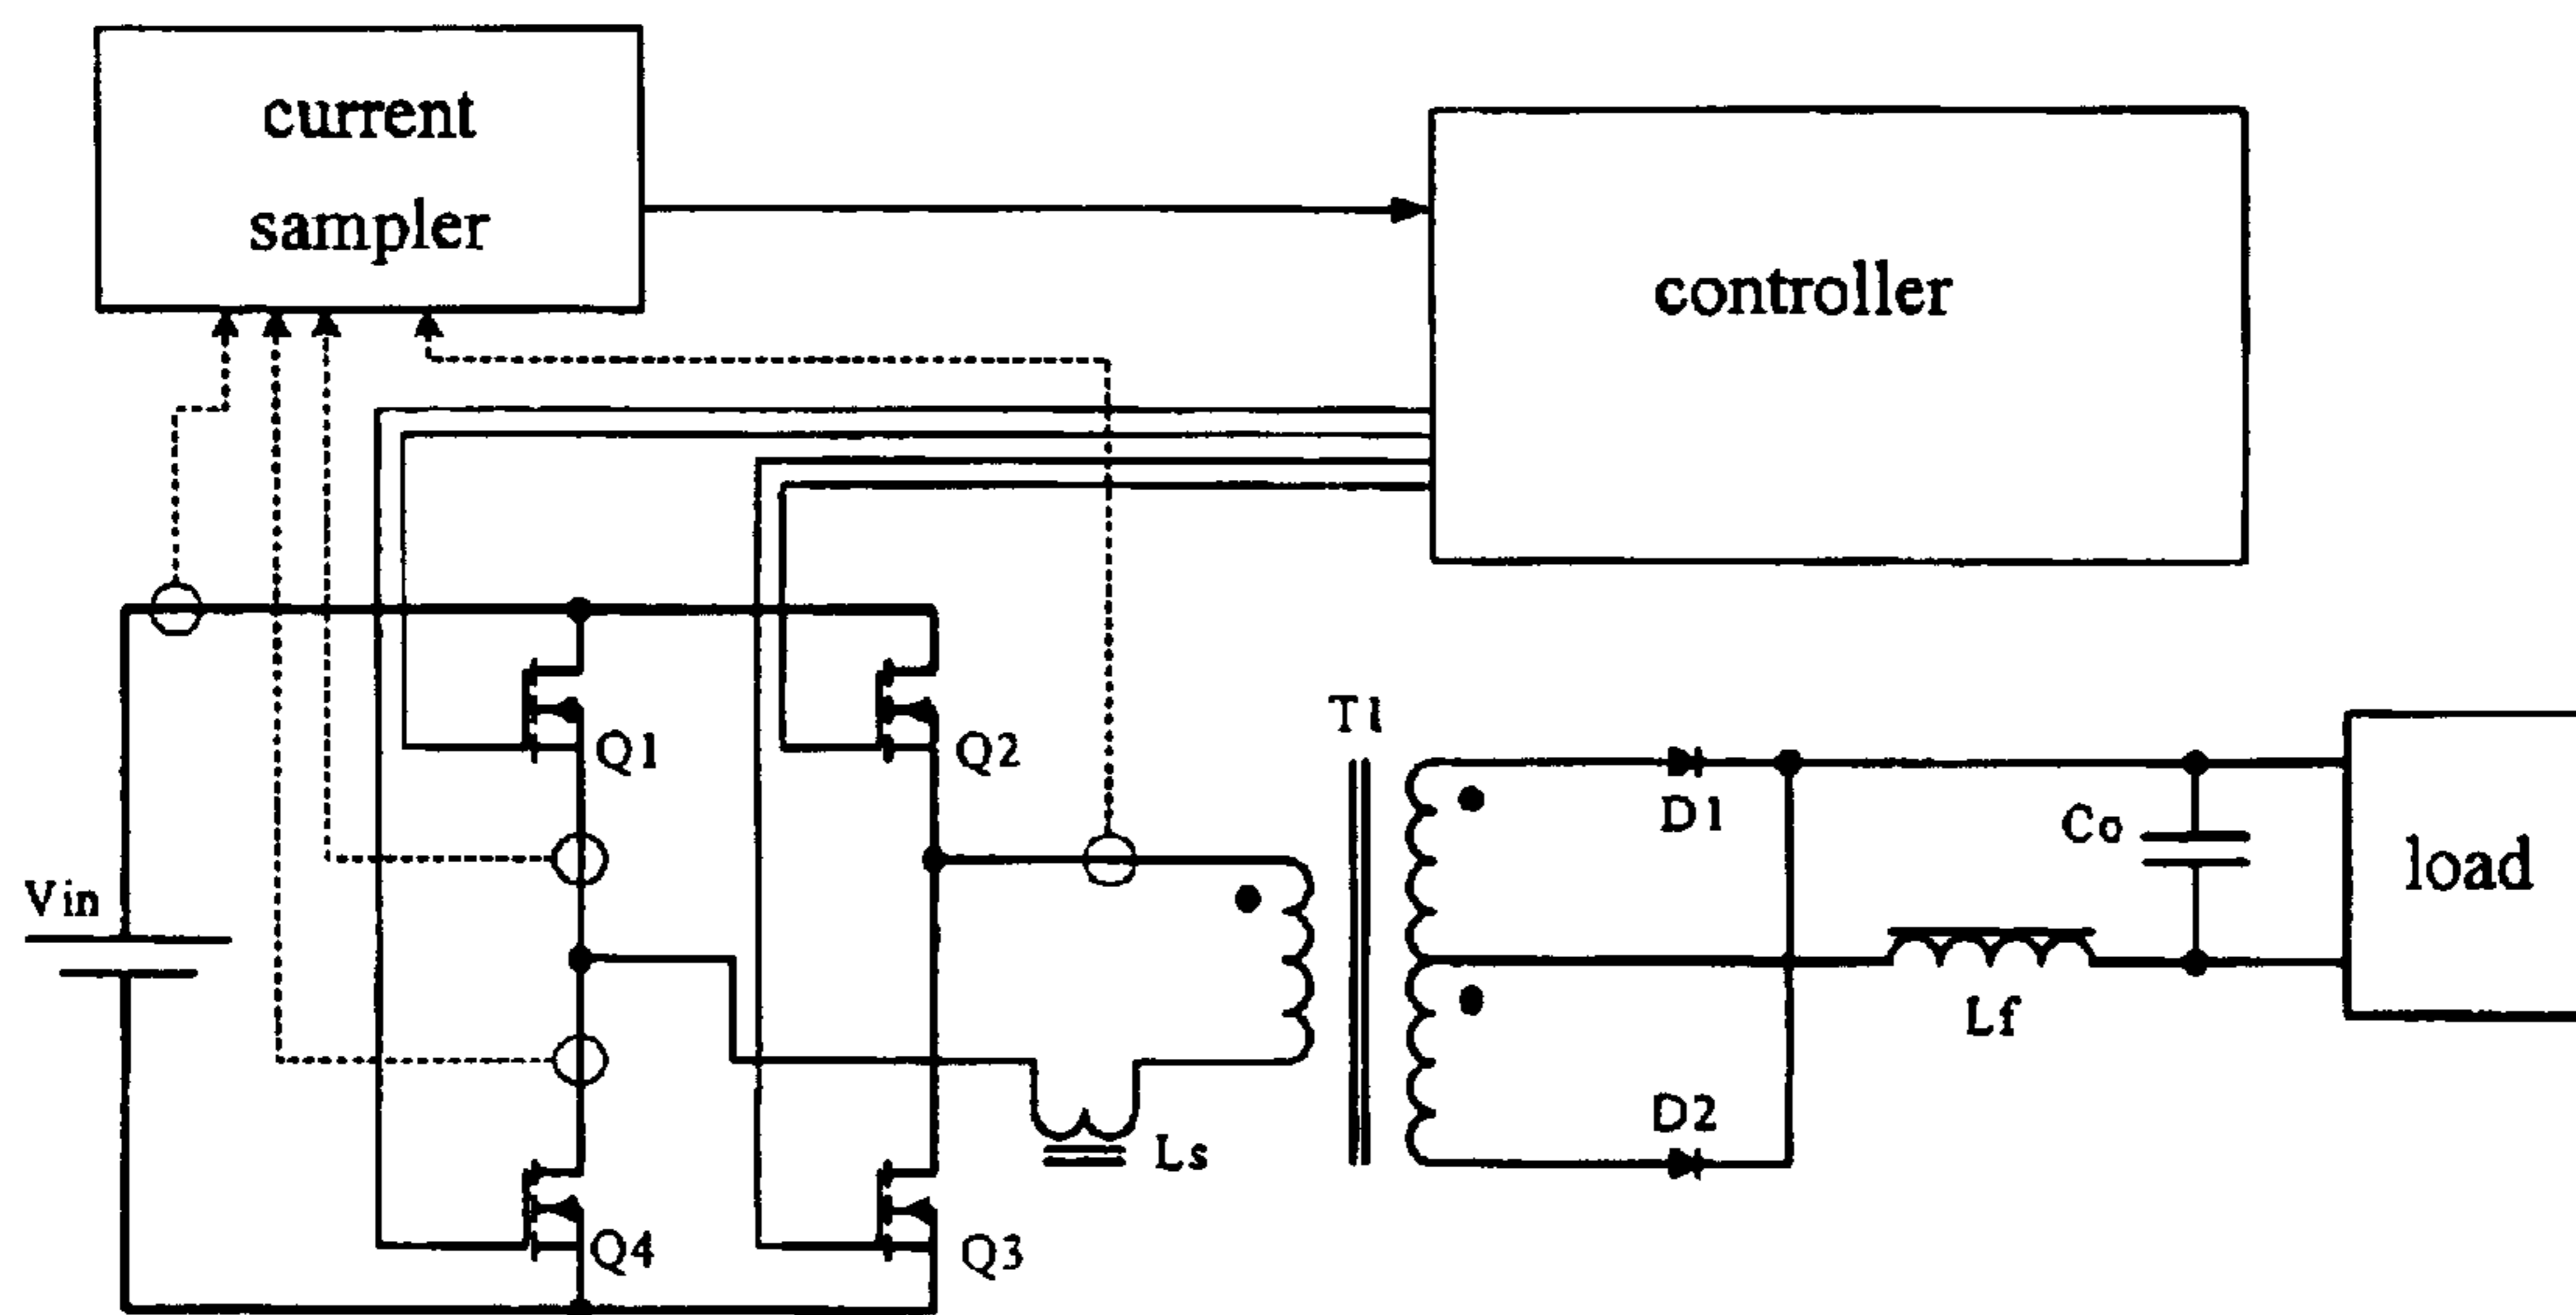 current
sampler
controller
Q1
Q2
T1
D1
Co
load
Vin
Lf
D2
Ls
Q4
Q3